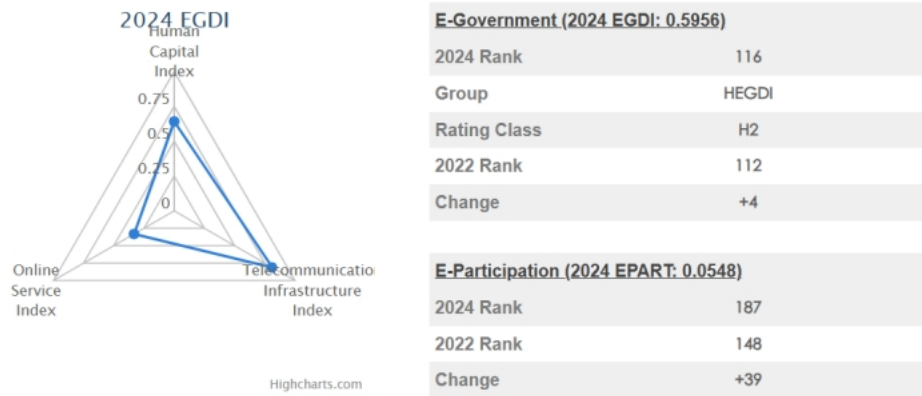 2024 EGDI
Human
Capital
Index
0.75
0.5
0.25
0
Online
Service
Index
Telecommunicatio
Infrastructure
Index
Highcharts.com
E-Government (2024 EGDI: 0.5956)
2024 Rank 116
Group HEGDI
Rating Class H2
2022 Rank 112
Change +4
E-Participation (2024 EPART: 0.0548)
2024 Rank 187
2022 Rank 148
Change +39